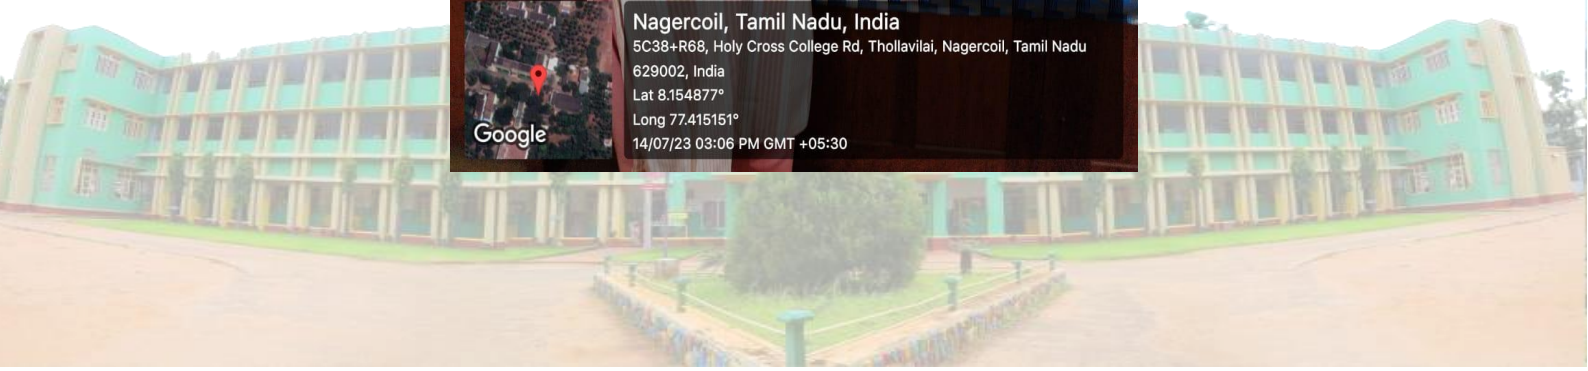 Nagercoil, Tamil Nadu, India
5C38+R68, Holy Cross College Rd, Thollavilai, Nagercoil, Tamil Nadu
629002, India
Lat 8.154877°
Long 77.415151°
Google
14/07/23 03:06 PM GMT +05:30